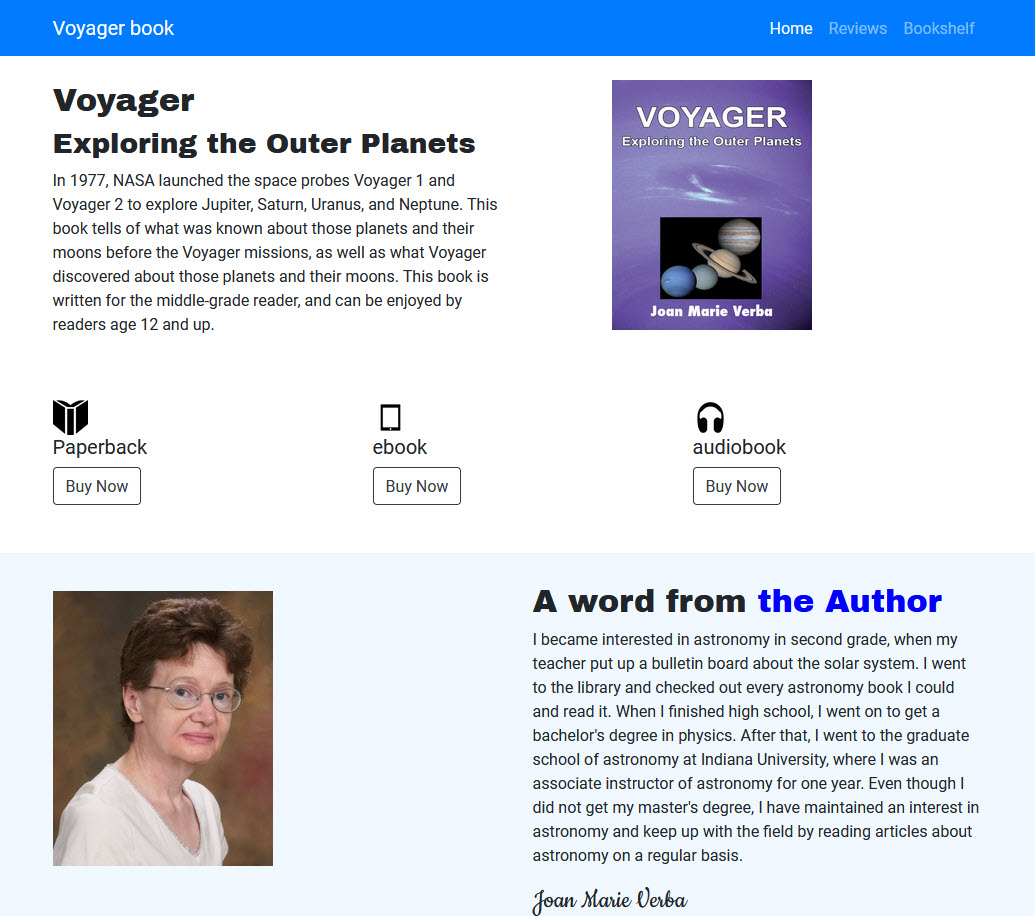 Voyager book
Home Reviews Bookshelf
Voyager
Exploring the Outer Planets
In 1977, NASA launched the space probes Voyager 1 and
Voyager 2 to explore Jupiter, Saturn, Uranus, and Neptune. This
book tells of what was known about those planets and their
moons before the Voyager missions, as well as what Voyager
discovered about those planets and their moons. This book is
written for the middle-grade reader, and can be enjoyed by
readers age 12 and up.
VOYAGER
Exploring the Outer Planets
Joan Marie Verba
Paperback
Buy Now
ebook
Buy Now
audiobook
Buy Now
A word from the Author
I became interested in astronomy in second grade, when my
teacher put up a bulletin board about the solar system. I went
to the library and checked out every astronomy book I could
and read it. When I finished high school, I went on to get a
bachelor's degree in physics. After that, I went to the graduate
school of astronomy at Indiana University, where I was an
associate instructor of astronomy for one year. Even though I
did not get my master's degree, I have maintained an interest in
astronomy and keep up with the field by reading articles about
astronomy on a regular basis.
Joan Marie Verba